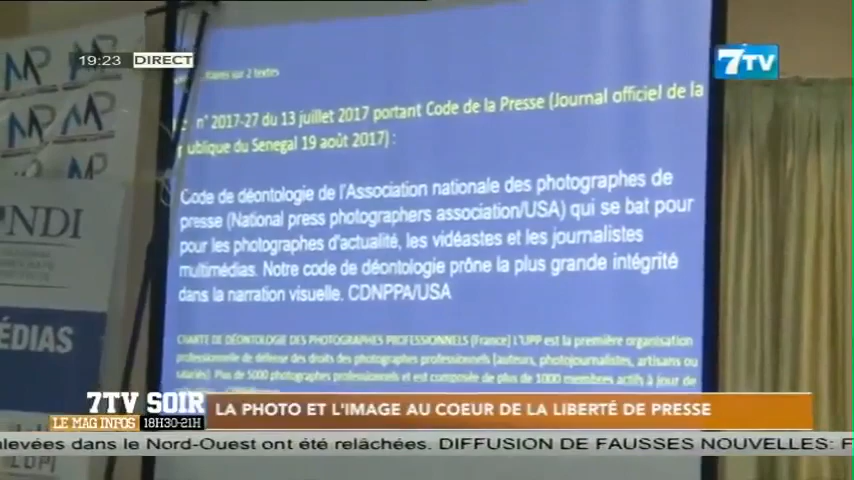 19:23 DIRECT
7TV
sur 2 textes
n° 2017-27 du 13 juillet 2017 portant Code de la Presse (Journal officiel de la
publique du Senegal 19 août 2017) :
Code de déontologie de l'Association nationale des photographes de
presse (National press photographers association/USA) qui se bat pour
pour les photographes d'actualité, les vidéastes et les journalistes
multimédias. Notre code de déontologie prône la plus grande intégrité
dans la narration visuelle. CDNPPA/USA
CHARTE DE DÉONTOLOGIE DES PHOTOGRAPHES PROFESSIONNELS (France) L'UPP est la première organisation
professionnelle de défense des droits des photographes professionnels (auteurs, photojournalistes, artisans ou
salariés). Plus de 5000 photographes professionnels et est composée de plus de 1000 membres actifs à jour de
NDI
ÉDIAS
7TV SOIR
LE MAG INFOS 18H30-21H
LA PHOTO ET L'IMAGE AU COEUR DE LA LIBERTÉ DE PRESSE
levées dans le Nord-Ouest ont été relâchées. DIFFUSION DE FAUSSES NOUVELLES: F